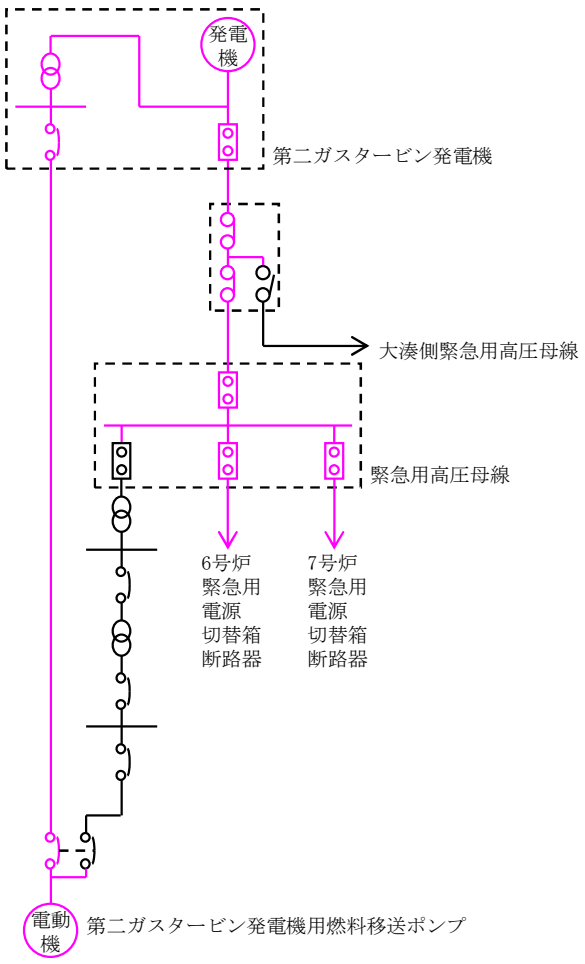 発電
機
第二ガスタービン発電機
大湊側緊急用高圧母線
緊急用高圧母線
6号炉
緊急用
電源
切替箱
断路器
7号炉
緊急用
電源
切替箱
断路器
電動
機
第二ガスタービン発電機用燃料移送ポンプ